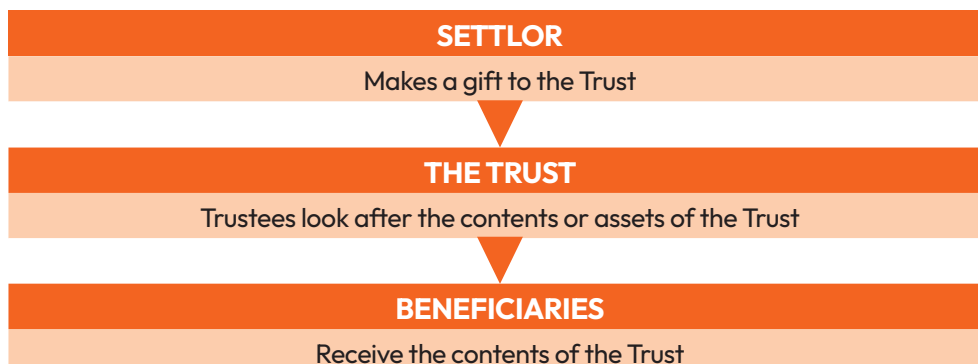 SETTLOR
Makes a gift to the Trust
THE TRUST
Trustees look after the contents or assets of the Trust
BENEFICIARIES
Receive the contents of the Trust